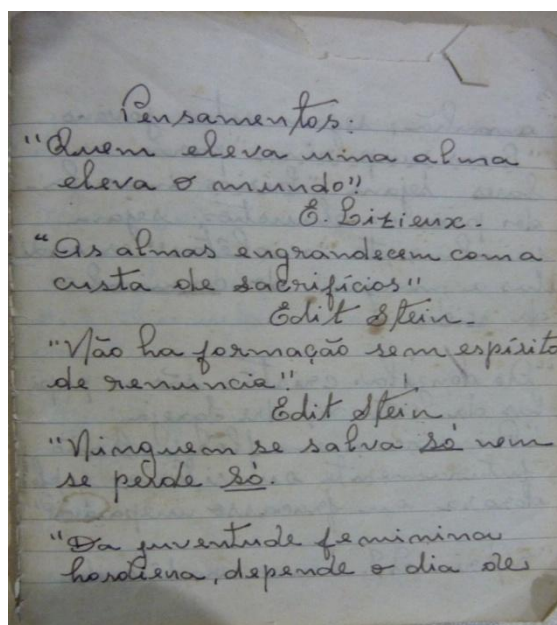 Pensamentos:
"Quem eleva uma alma
eleva o mundo"!
E. Lizieux.
"As almas engrandecem com a
custa de sacrifícios"
Edit Stein.
"Não ha formação sem espírito
de renuncia"!
Edit Stein
"Ninguem se salva só nem
se perde só.
"Da juventude feminina
hordiena, depende o dia de